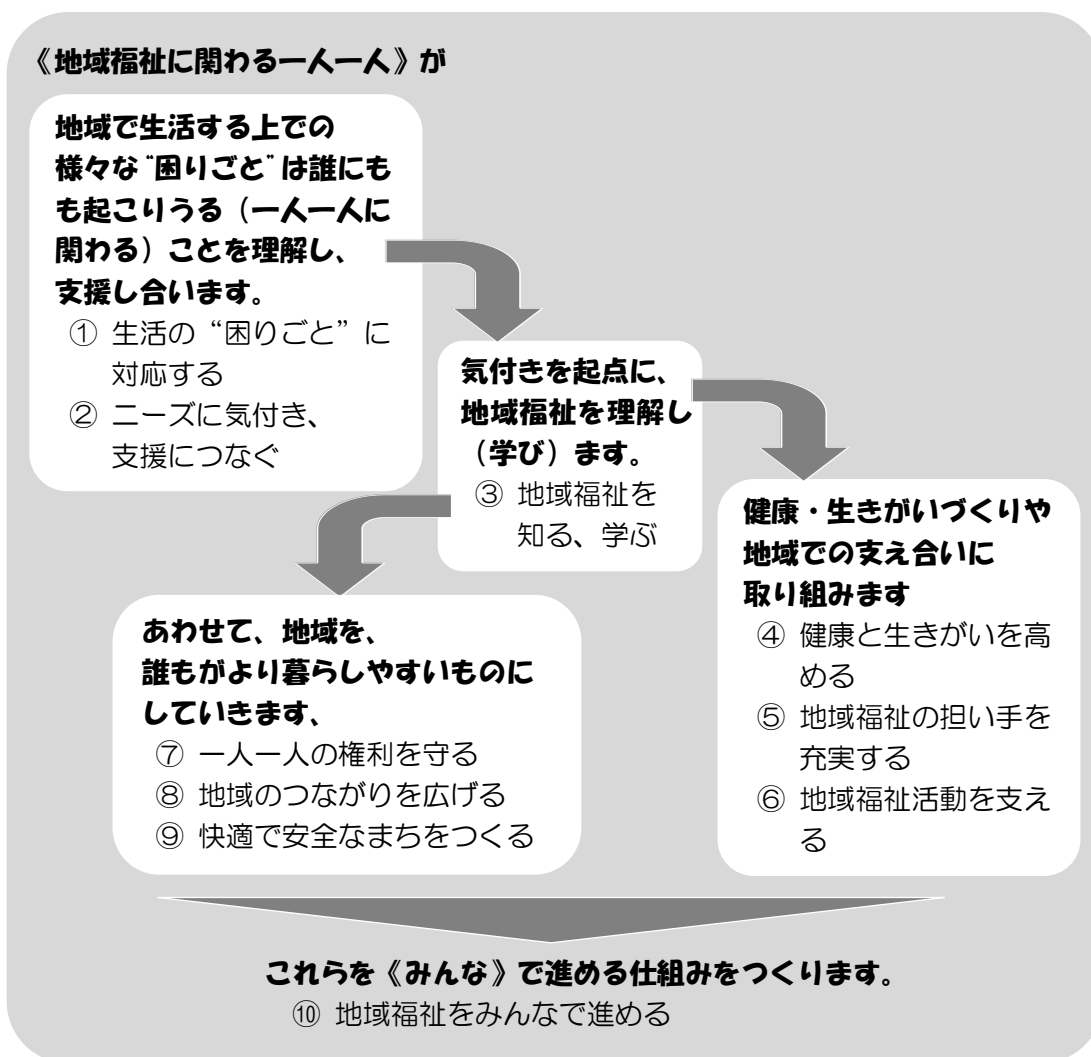 《地域福祉に関わる一人一人》が
地域で生活する上での
様々な“困りごと”は誰にも
も起こりうる（一人一人に
関わる）ことを理解し、
支援し合います。
① 生活の“困りごと”に
対応する
② ニーズに気付き、
支援につなぐ
気付きを起点に、
地域福祉を理解し
（学び）ます。
③ 地域福祉を
知る、学ぶ
健康・生きがいづくりや
地域での支え合いに
取り組みます
④ 健康と生きがいを高
める
⑤ 地域福祉の担い手を
充実する
⑥ 地域福祉活動を支え
る
あわせて、地域を、
誰もがより暮らしやすいものに
していきます、
⑦ 一人一人の権利を守る
⑧ 地域のつながりを広げる
⑨ 快適で安全なまちをつくる
これらを《みんな》で進める仕組みをつくります。
⑩ 地域福祉をみんなで進める